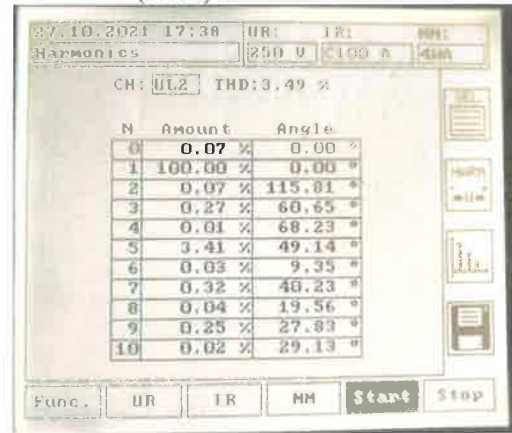 27.10.2021 17:38 UR: IR: MM:
Harmonics 250 V C100 A
CH: UL2 THD:3.49 %
N Amount Angle
0 0.07 % 0.00 °
1 100.00 % 0.00 °
2 0.07 % 115.81 °
3 0.27 % 60.65 °
4 0.01 % 68.23 °
5 3.41 % 49.14 °
6 0.03 % 9.35 °
7 0.32 % 40.23 °
8 0.04 % 19.56 °
9 0.25 % 27.83 °
10 0.02 % 29.13 °
Func. UR IR MM Start Stop